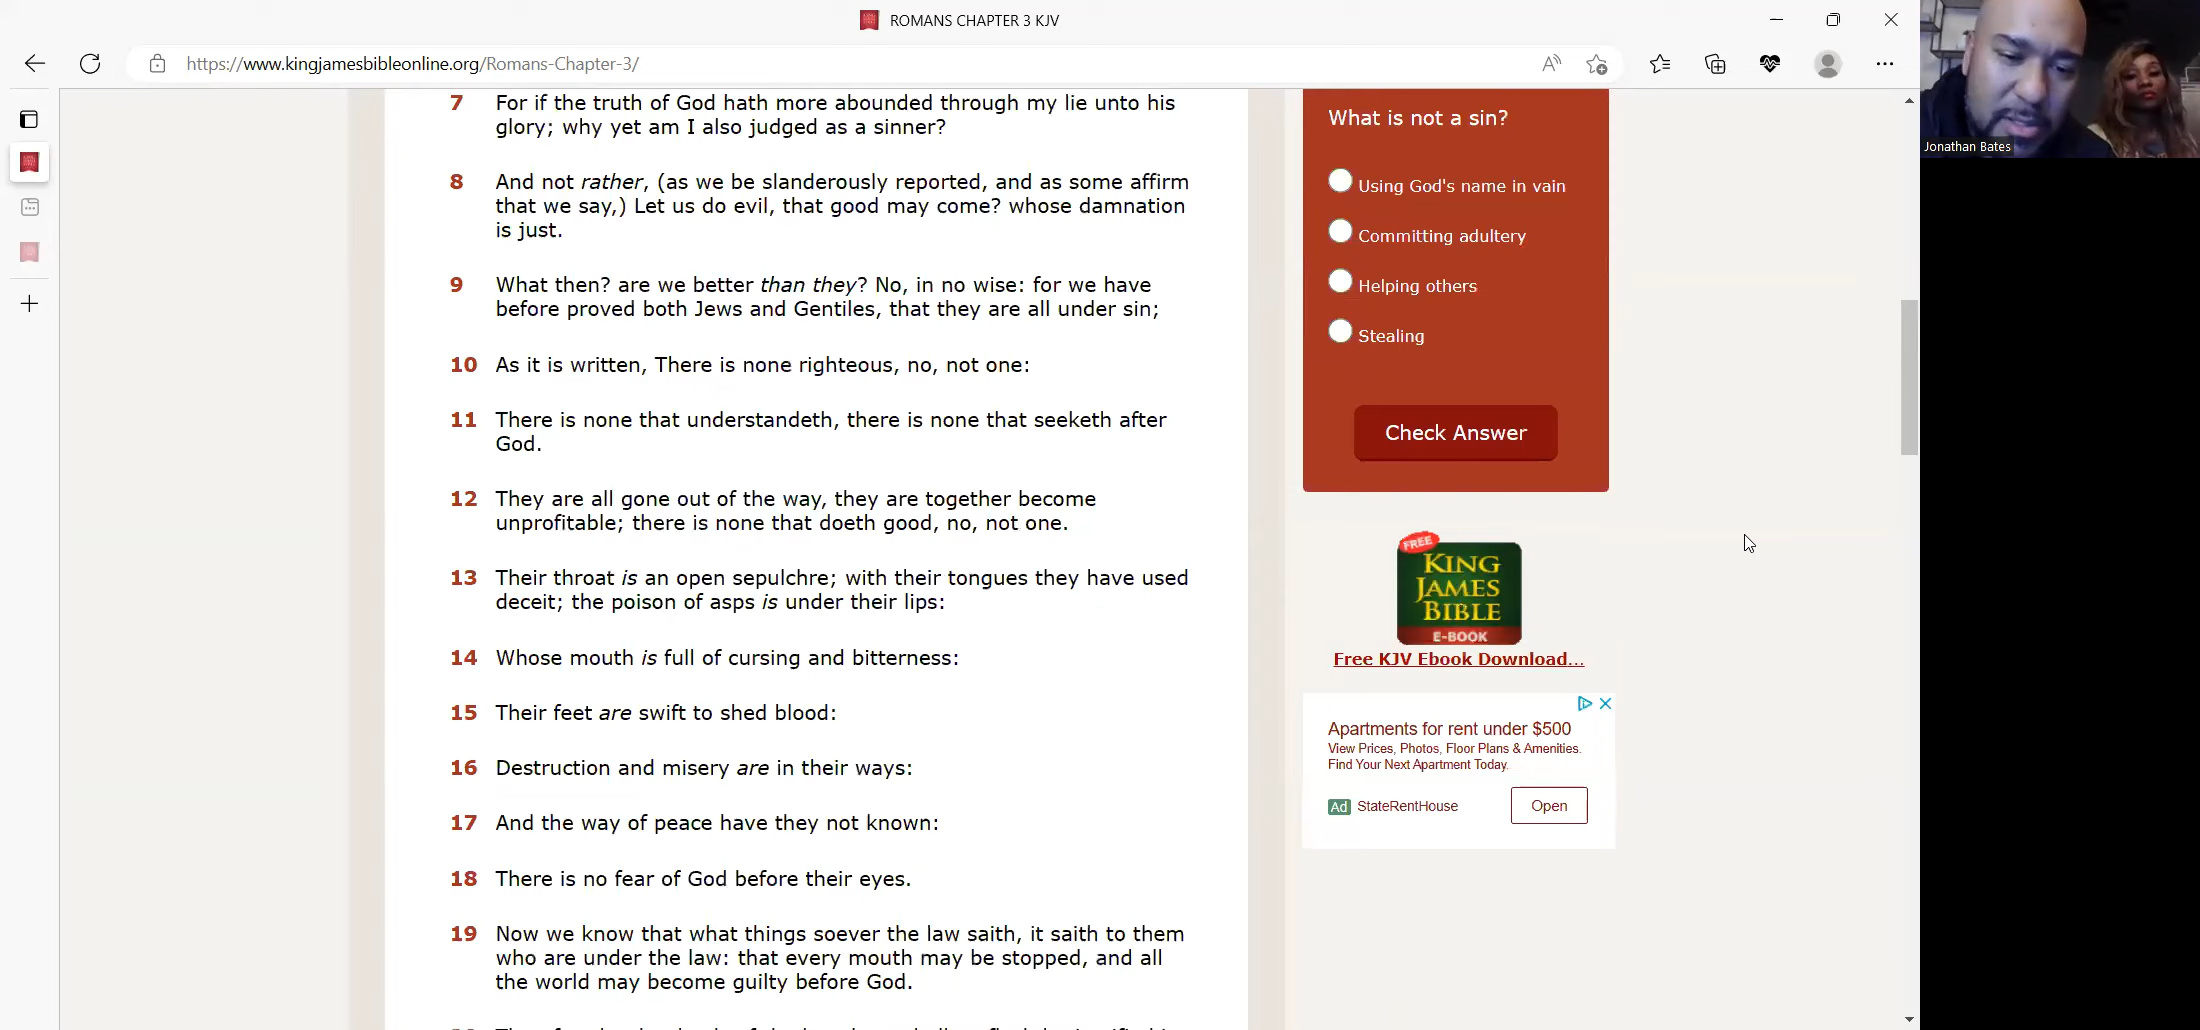 ROMANS CHAPTER 3 KJV
https://www.kingjamesbibleonline.org/Romans-Chapter-3/
7 For if the truth of God hath more abounded through my lie unto his
glory; why yet am I also judged as a sinner?
8 And not rather, (as we be slanderously reported, and as some affirm
that we say,) Let us do evil, that good may come? whose damnation
is just.
9 What then? are we better than they? No, in no wise: for we have
before proved both Jews and Gentiles, that they are all under sin;
10 As it is written, There is none righteous, no, not one:
11 There is none that understandeth, there is none that seeketh after
God.
12 They are all gone out of the way, they are together become
unprofitable; there is none that doeth good, no, not one.
13 Their throat is an open sepulchre; with their tongues they have used
deceit; the poison of asps is under their lips:
14 Whose mouth is full of cursing and bitterness:
15 Their feet are swift to shed blood:
16 Destruction and misery are in their ways:
17 And the way of peace have they not known:
18 There is no fear of God before their eyes.
19 Now we know that what things soever the law saith, it saith to them
who are under the law: that every mouth may be stopped, and all
the world may become guilty before God.
What is not a sin?
Using God's name in vain
Committing adultery
Helping others
Stealing
Check Answer
FREE
KING
JAMES
BIBLE
E-BOOK
Free KJV Ebook Download...
Apartments for rent under $500
View Prices, Photos, Floor Plans & Amenities.
Find Your Next Apartment Today.
Ad StateRentHouse
Open
Jonathan Bates